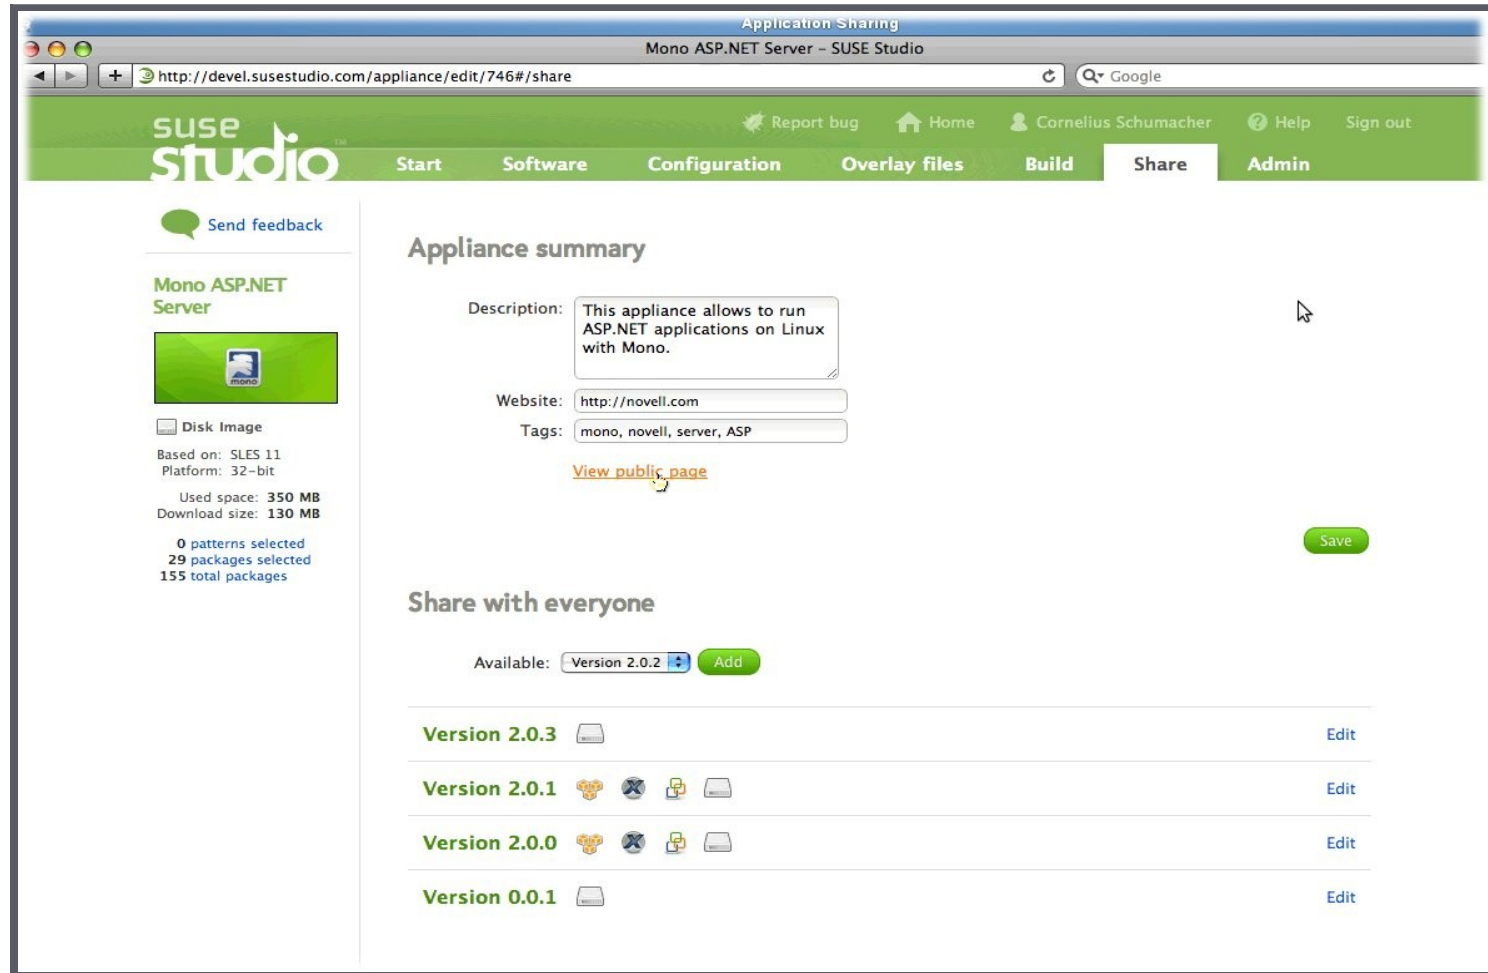 Application Sharing
Mono ASP.NET Server – SUSE Studio
http://devel.susestudio.com/appliance/edit/746#/share
Google
Report bug Home Cornelius Schumacher Help Sign out
suse studio TM
Start Software Configuration Overlay files Build Share Admin
Send feedback
Mono ASP.NET
Server
mono
Disk Image
Based on: SLES 11
Platform: 32-bit
Used space: 350 MB
Download size: 130 MB
0 patterns selected
29 packages selected
155 total packages
Appliance summary
Description: This appliance allows to run
ASP.NET applications on Linux
with Mono.
Website: http://novell.com
Tags: mono, novell, server, ASP
View public page
Save
Share with everyone
Available: Version 2.0.2 Add
Version 2.0.3 Edit
Version 2.0.1 Edit
Version 2.0.0 Edit
Version 0.0.1 Edit